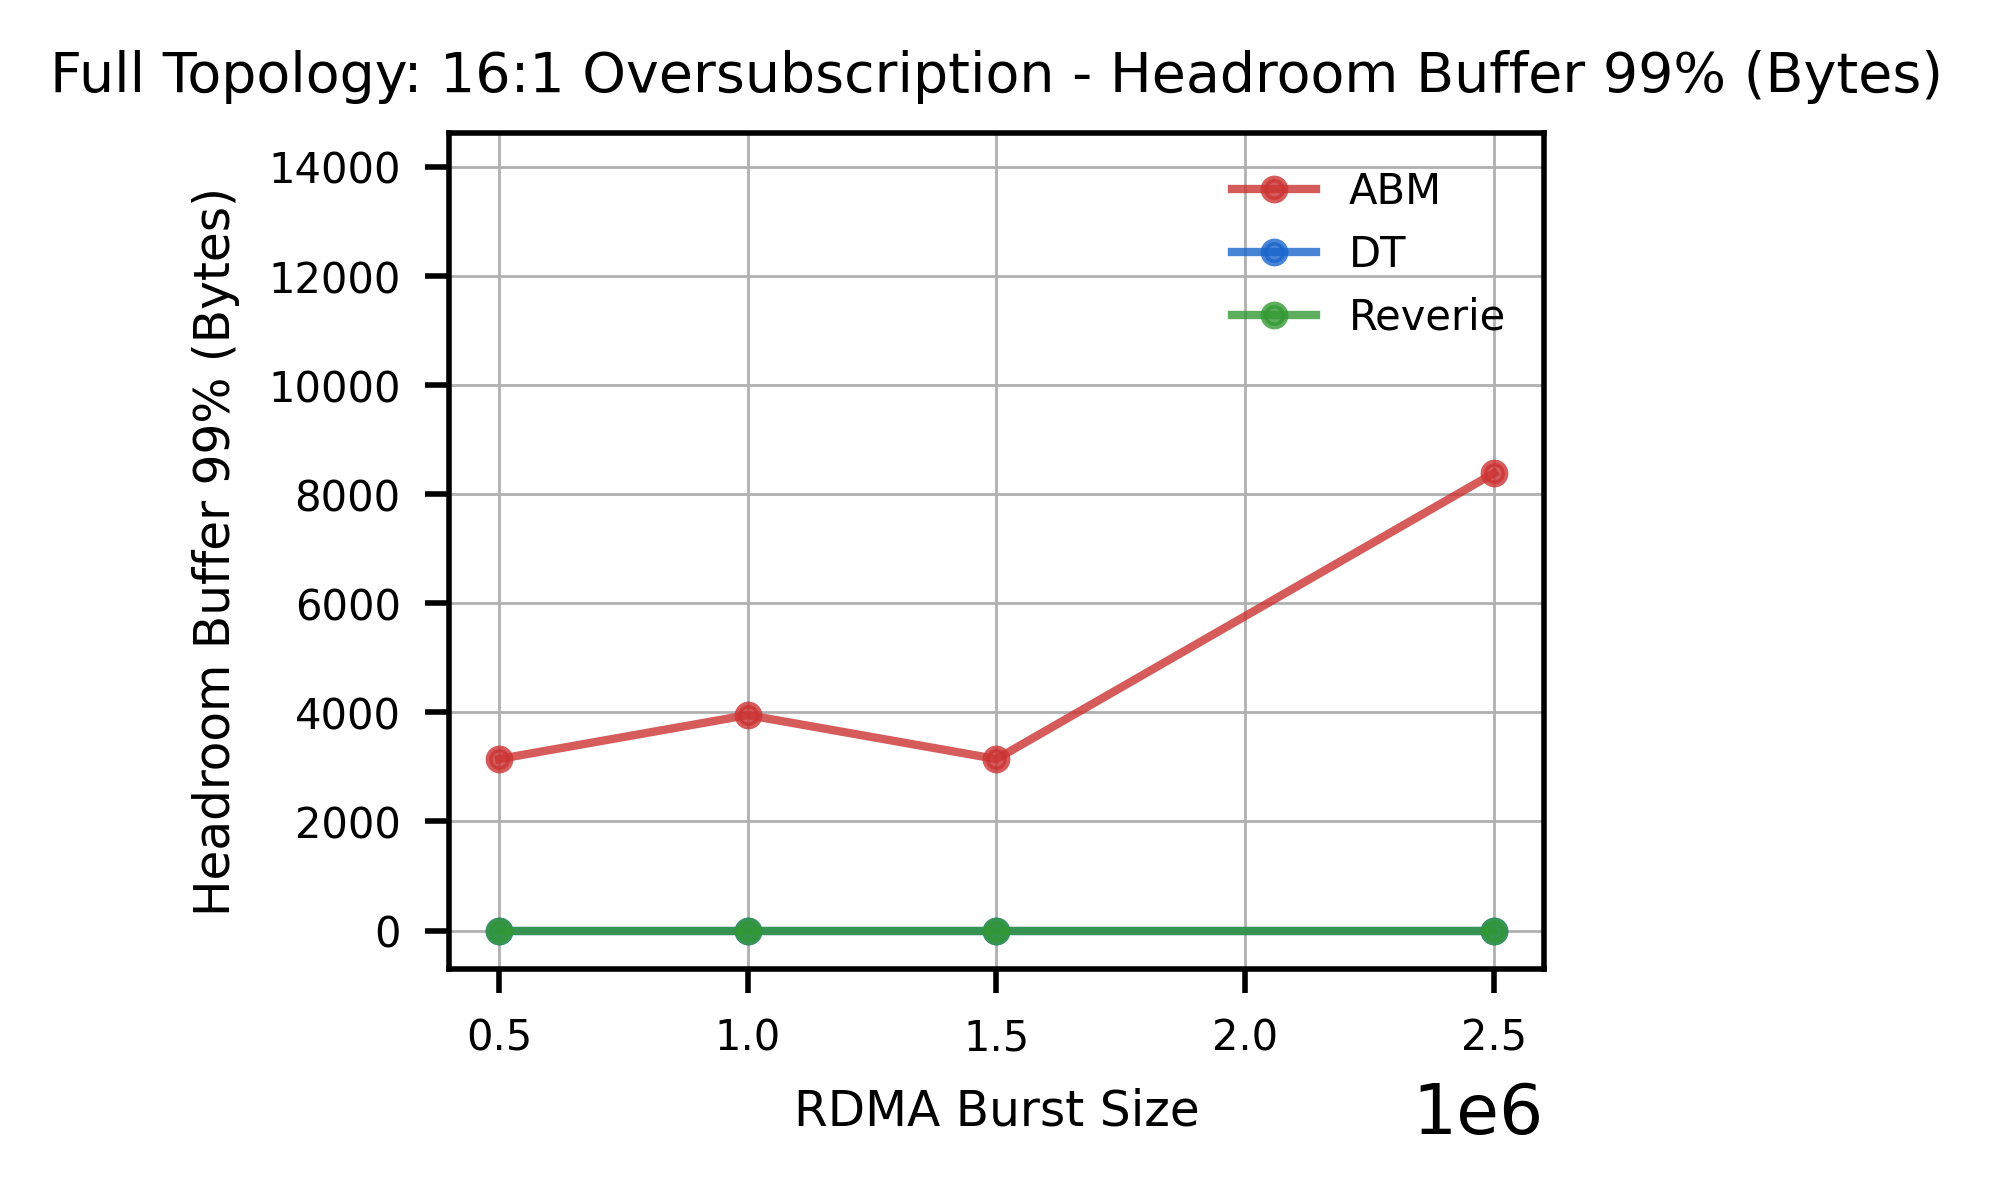 Full Topology: 16:1 Oversubscription - Headroom Buffer 99% (Bytes)
Headroom Buffer 99% (Bytes)
14000
12000
10000
8000
6000
4000
2000
0
ABM
DT
Reverie
0.5 1.0 1.5 2.0 2.5
RDMA Burst Size
1e6